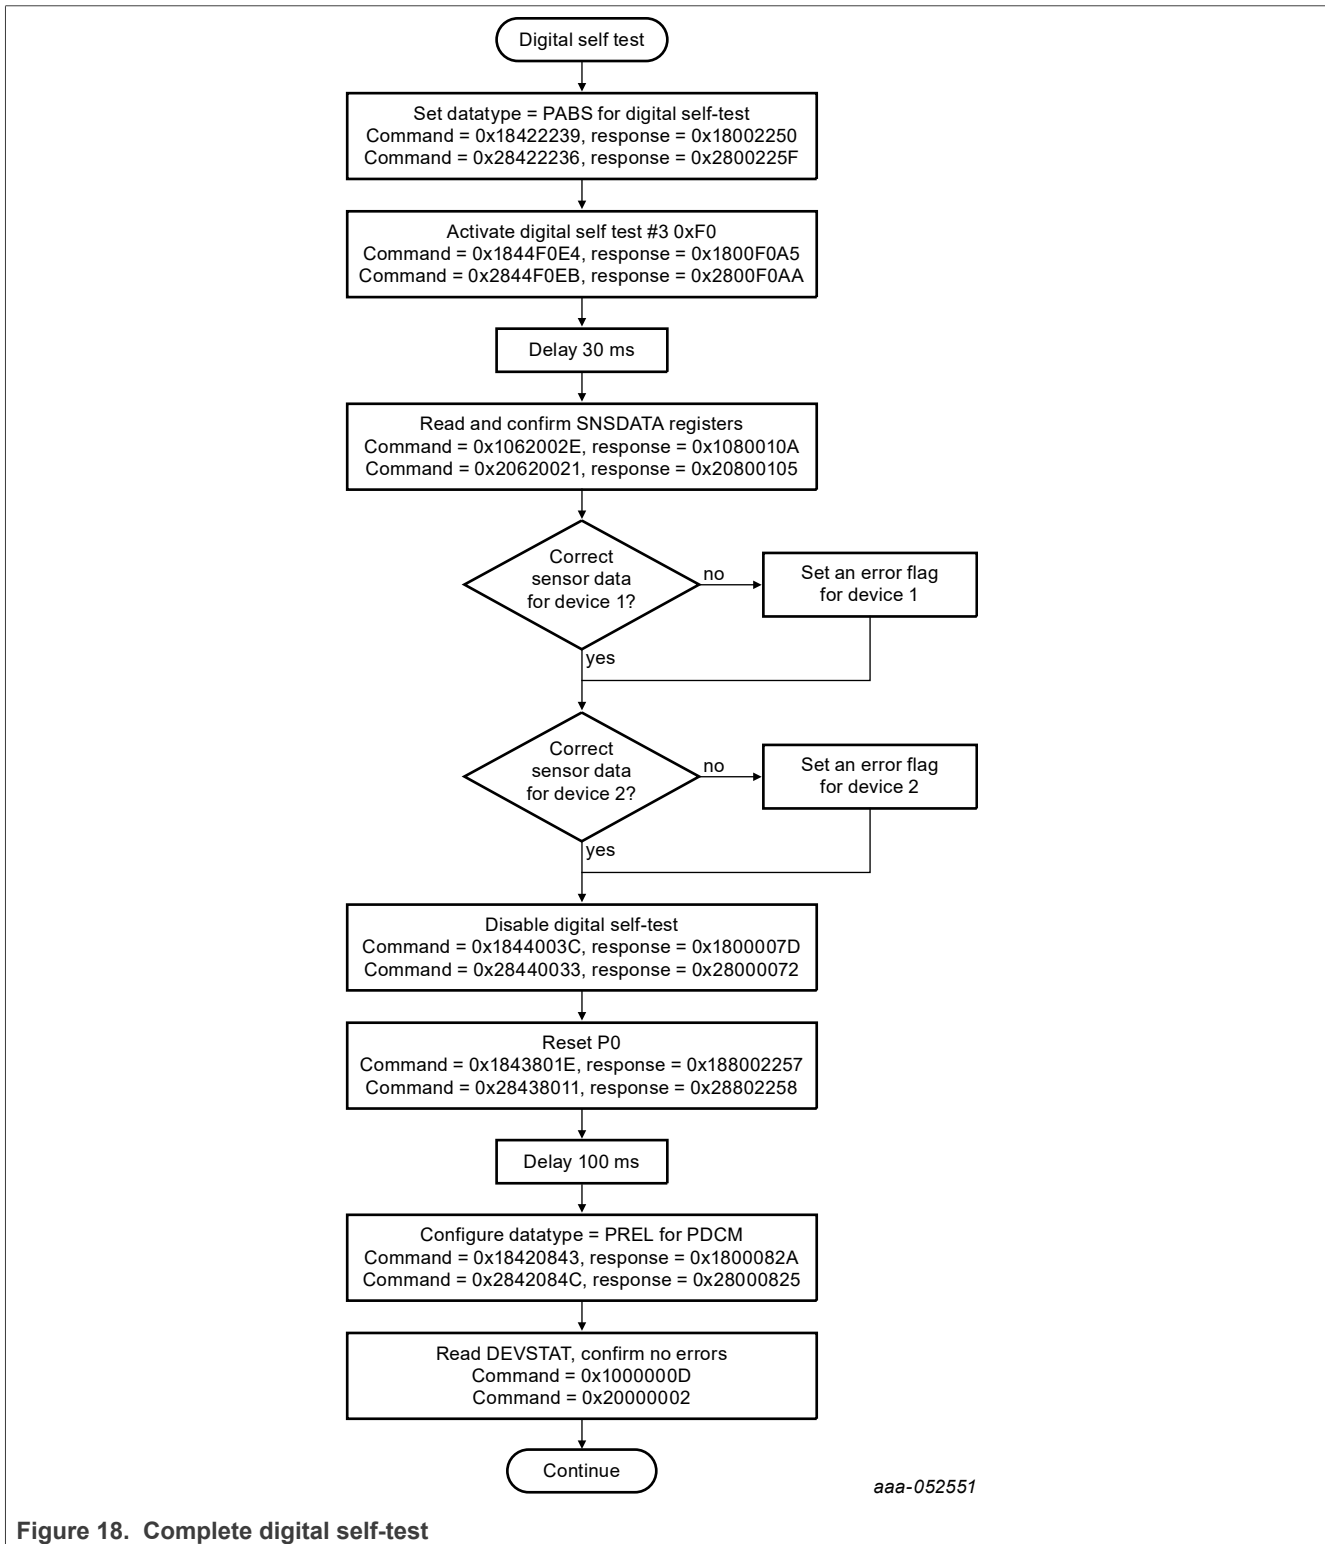 Digital self test
Set datatype = PABS for digital self-test
Command = 0x18422239, response = 0x18002250
Command = 0x28422236, response = 0x2800225F
Activate digital self test #3 0xF0
Command = 0x1844F0E4, response = 0x1800F0A5
Command = 0x2844F0EB, response = 0x2800F0AA
Delay 30 ms
Read and confirm SNSDATA registers
Command = 0x1062002E, response = 0x1080010A
Command = 0x20620021, response = 0x20800105
Correct
sensor data
for device 1?
no
Set an error flag
for device 1
yes
Correct
sensor data
for device 2?
no
Set an error flag
for device 2
yes
Disable digital self-test
Command = 0x1844003C, response = 0x1800007D
Command = 0x28440033, response = 0x28000072
Reset P0
Command = 0x1843801E, response = 0x188002257
Command = 0x28438011, response = 0x28802258
Delay 100 ms
Configure datatype = PREL for PDCM
Command = 0x18420843, response = 0x1800082A
Command = 0x2842084C, response = 0x28000825
Read DEVSTAT, confirm no errors
Command = 0x1000000D
Command = 0x20000002
Continue
aaa-052551
Figure 18. Complete digital self-test